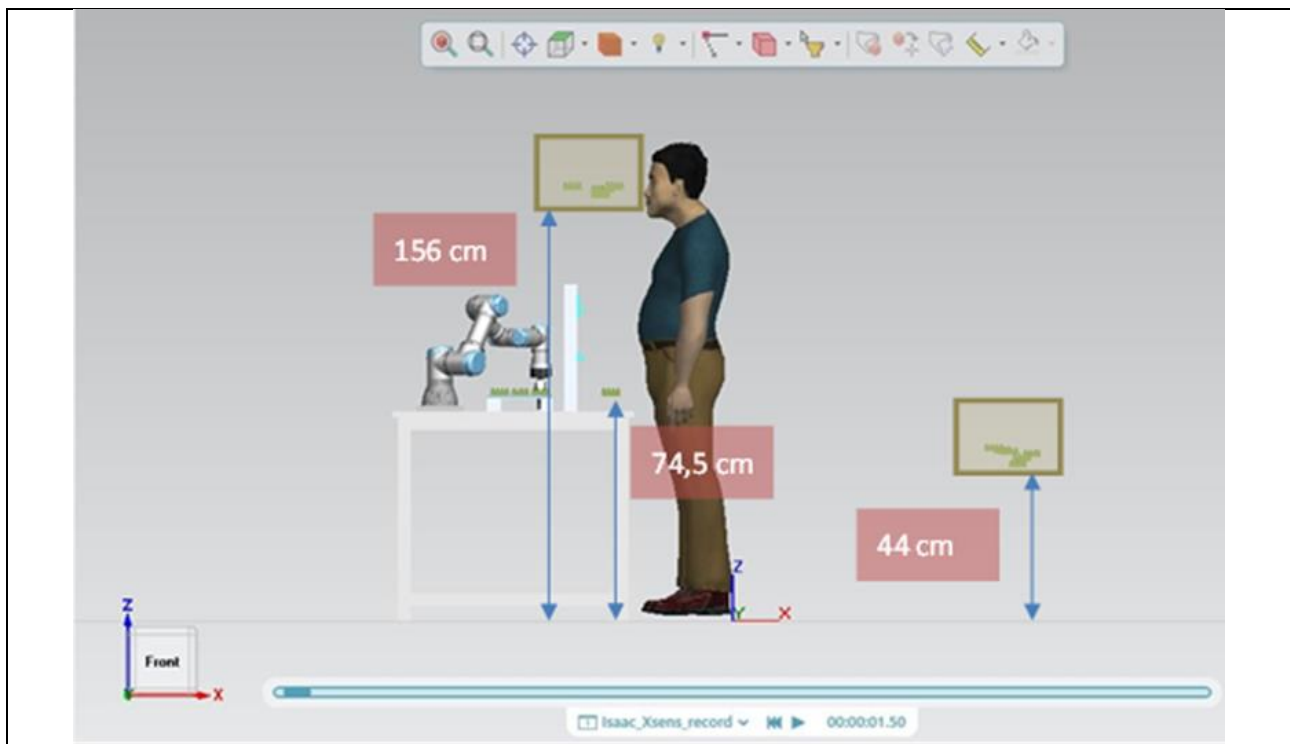 156 cm
74,5 cm
44 cm
Z
Y
X
Z
Front
X
Isaac_Xsens_record
00:00:01.50